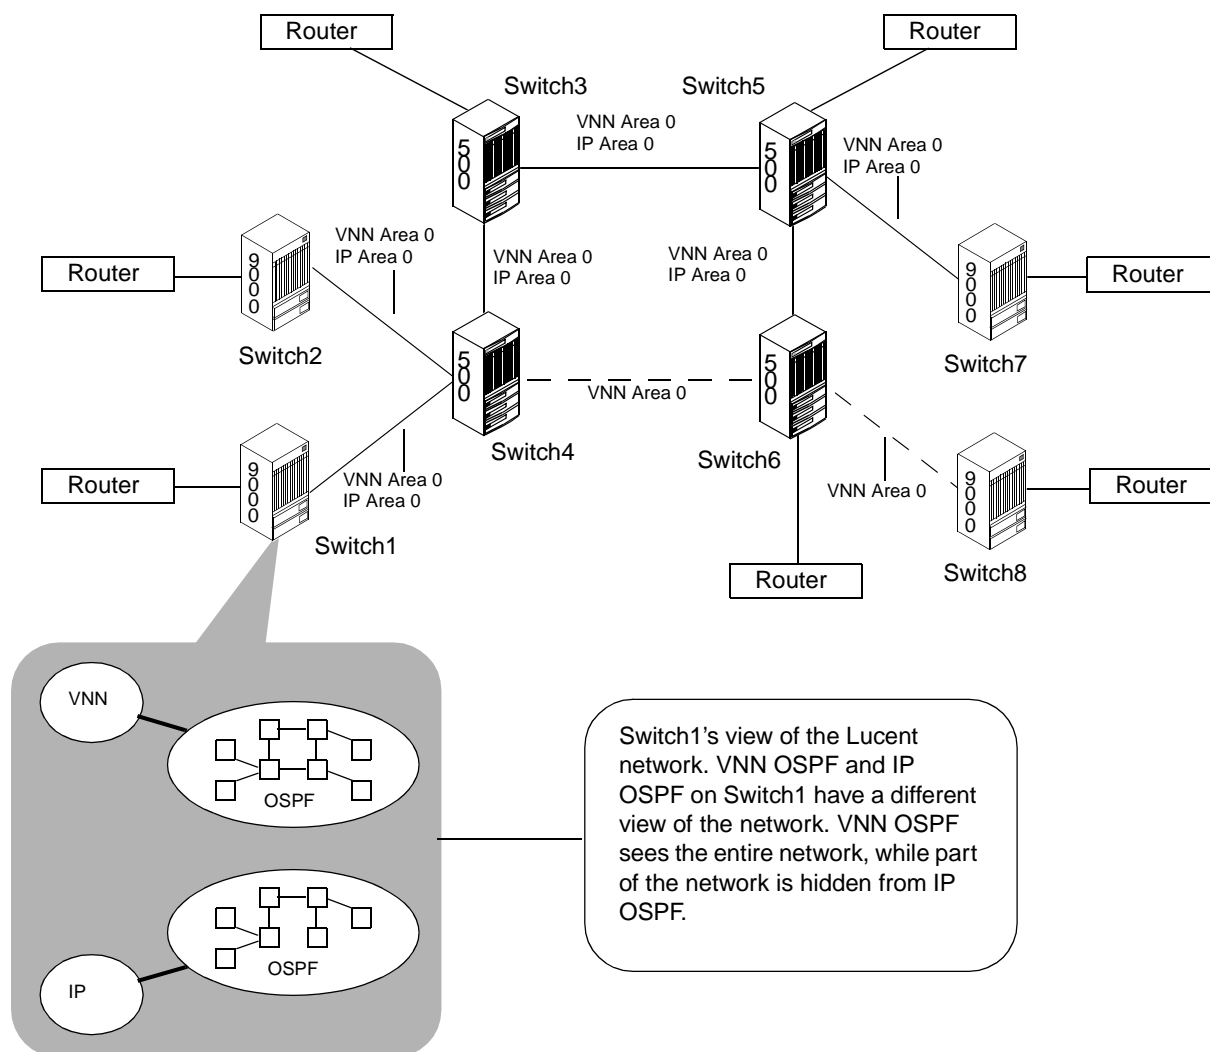 Router
Router
Switch3
Switch5
VNN Area 0
IP Area 0
500
500
VNN Area 0
IP Area 0
VNN Area 0
IP Area 0
VNN Area 0
IP Area 0
VNN Area 0
IP Area 0
Router
9000
9000
Router
Switch2
Switch7
500
VNN Area 0
500
Switch4
Switch6
Router
9000
VNN Area 0
IP Area 0
VNN Area 0
9000
Router
Switch1
Router
Switch8
VNN
OSPF
IP
OSPF
Switch1's view of the Lucent
network. VNN OSPF and IP
OSPF on Switch1 have a different
view of the network. VNN OSPF
sees the entire network, while part
of the network is hidden from IP
OSPF.